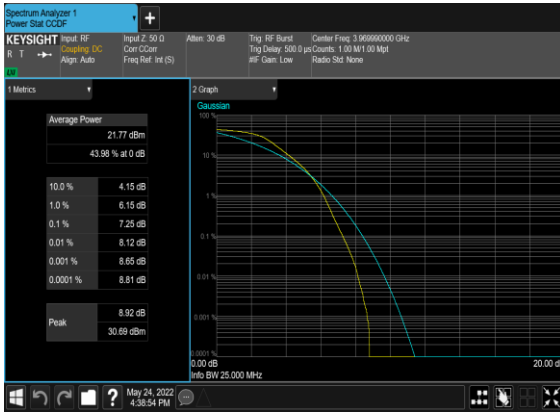 Spectrum Analyzer 1
Power Stat CCDF
KEYSIGHT
R T
LXI
Input: RF
Coupling: DC
Align: Auto
Input Z: 50 Ω
Corr CCorr
Freq Ref: Int (S)
Atten: 30 dB
Trig: RF Burst
Trig Delay: 500.0 µs
#IF Gain: Low
Center Freq: 3.969990000 GHz
Counts: 1.00 M/1.00 Mpt
Radio Std: None
1 Metrics
Average Power
21.77 dBm
43.98 % at 0 dB
10.0 % 4.15 dB
1.0 % 6.15 dB
0.1 % 7.25 dB
0.01 % 8.12 dB
0.001 % 8.65 dB
0.0001 % 8.81 dB
Peak
8.92 dB
30.69 dBm
2 Graph
Gaussian
100 %
10 %
1 %
0.1 %
0.01 %
0.001 %
0.0001 %
0.00 dB
20.00 d
Info BW 25.000 MHz
?
May 24, 2022
4:38:54 PM